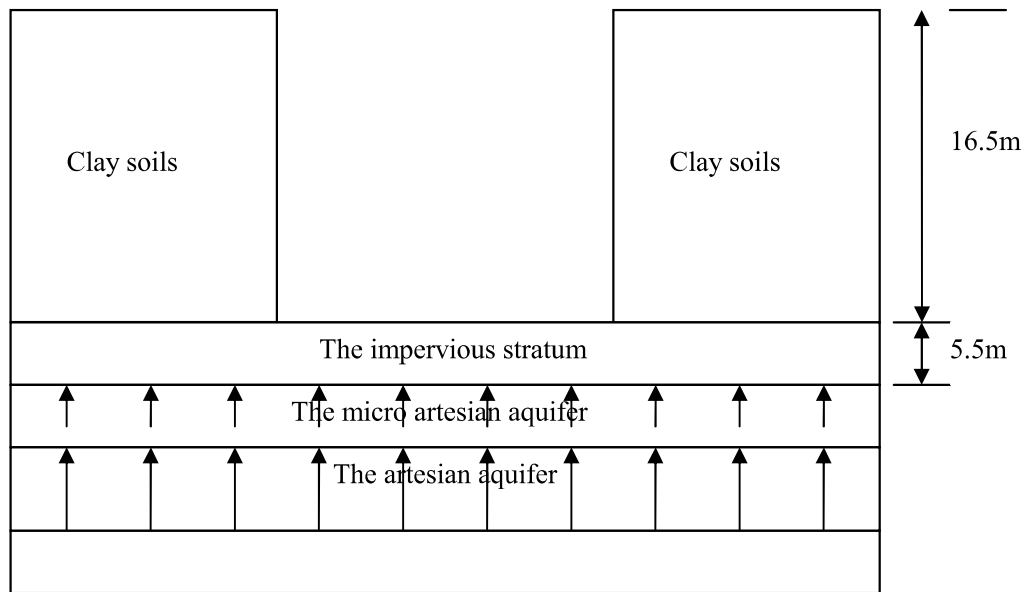 Clay soils
Clay soils
16.5m
The impervious stratum
5.5m
The micro artesian aquifer
The artesian aquifer